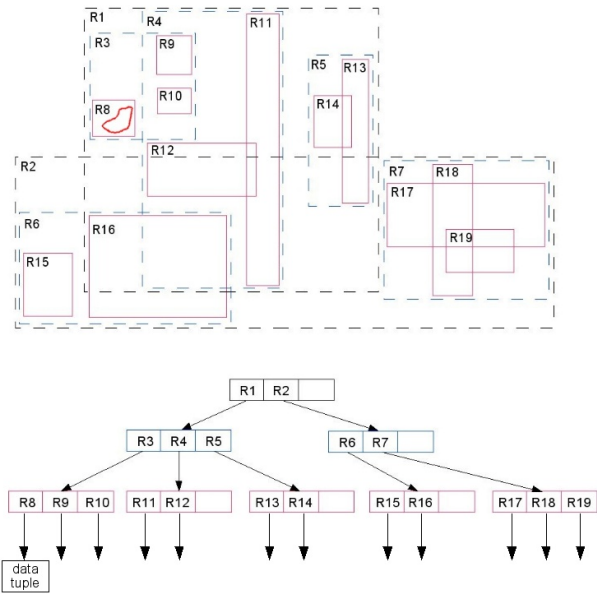 R1 R4 R11
R3 R9
R5 R13
R10 R14
R8
R12
R2 R7 R18
R17
R6
R16 R19
R15
R1 R2
R3 R4 R5 R6 R7
R8 R9 R10 R11 R12 R13 R14 R15 R16 R17 R18 R19
data
tuple